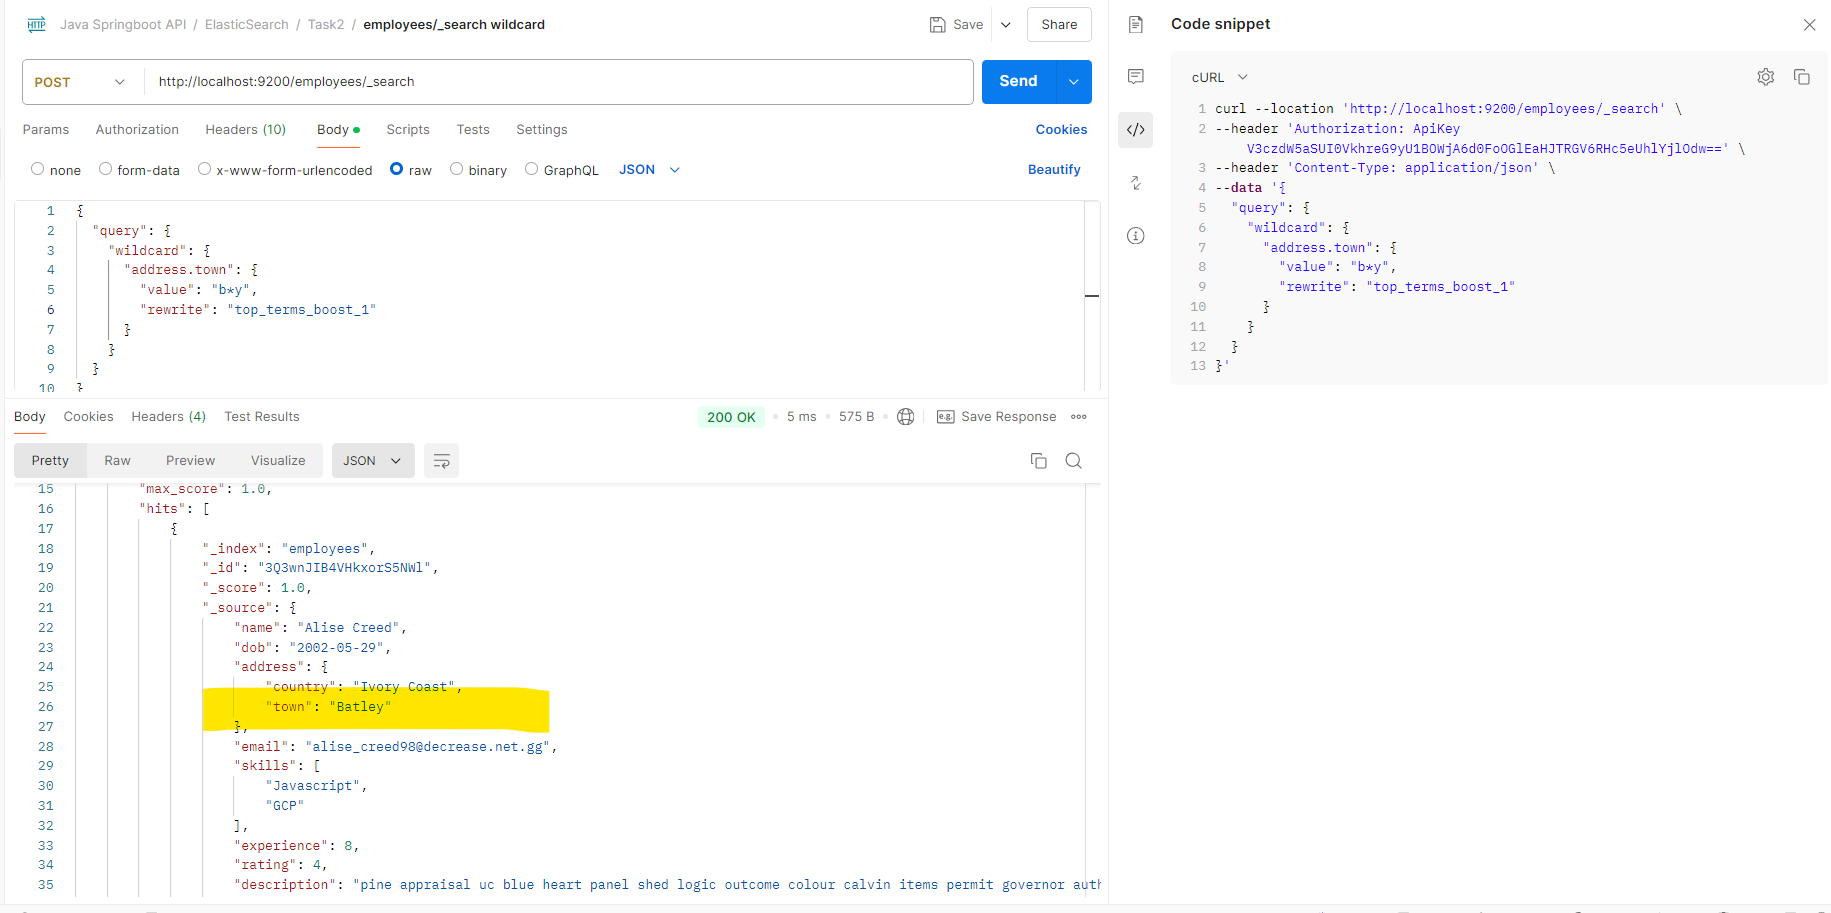 Java Springboot API / ElasticSearch / Task2 / employees/_search wildcard
Save
Share
POST
http://localhost:9200/employees/_search
Send
Params
Authorization
Headers (10)
Body
Scripts
Tests
Settings
Cookies
none
form-data
x-www-form-urlencoded
raw
binary
GraphQL
JSON
Beautify
1 {
2 "query": {
3 "wildcard": {
4 "address.town": {
5 "value": "b*y",
6 "rewrite": "top_terms_boost_1"
7 }
8 }
9 }
10 }
Body
Cookies
Headers (4)
Test Results
200 OK
5 ms
575 B
e.g.
Save Response
Pretty
Raw
Preview
Visualize
JSON
15 "max_score": 1.0,
16 "hits": [
17 {
18 "_index": "employees",
19 "_id": "3Q3wnJIB4VHkxorS5NWl",
20 "_score": 1.0,
21 "_source": {
22 "name": "Alise Creed",
23 "dob": "2002-05-29",
24 "address": {
25 "country": "Ivory Coast",
26 "town": "Batley"
27 },
28 "email": "alise_creed98@decrease.net.gg",
29 "skills": [
30 "Javascript",
31 "GCP"
32 ],
33 "experience": 8,
34 "rating": 4,
35 "description": "pine appraisal uc blue heart panel shed logic outcome colour calvin items permit governor auth
Code snippet
cURL
1 curl --location 'http://localhost:9200/employees/_search' \
2 --header 'Authorization: ApiKey
V3czdW5aSUI0VkhreG9yU1BOWjA6d0FoOGlEaHJTRGV6RHc5eUhlYjlOdw==' \
3 --header 'Content-Type: application/json' \
4 --data '{
5 "query": {
6 "wildcard": {
7 "address.town": {
8 "value": "b*y",
9 "rewrite": "top_terms_boost_1"
10 }
11 }
12 }
13 }'